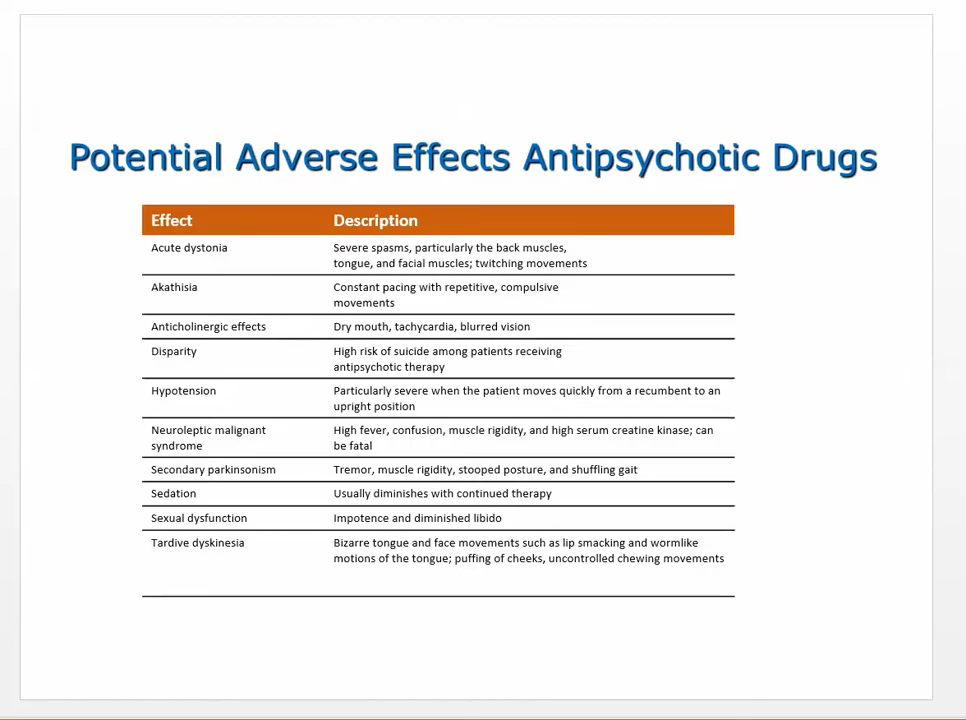 Potential Adverse Effects Antipsychotic Drugs
Effect Description
Acute dystonia Severe spasms, particularly the back muscles,
tongue, and facial muscles; twitching movements
Akathisia Constant pacing with repetitive, compulsive
movements
Anticholinergic effects Dry mouth, tachycardia, blurred vision
Disparity High risk of suicide among patients receiving
antipsychotic therapy
Hypotension Particularly severe when the patient moves quickly from a recumbent to an
upright position
Neuroleptic malignant High fever, confusion, muscle rigidity, and high serum creatine kinase; can
syndrome be fatal
Secondary parkinsonism Tremor, muscle rigidity, stooped posture, and shuffling gait
Sedation Usually diminishes with continued therapy
Sexual dysfunction Impotence and diminished libido
Tardive dyskinesia Bizarre tongue and face movements such as lip smacking and wormlike
motions of the tongue; puffing of cheeks, uncontrolled chewing movements